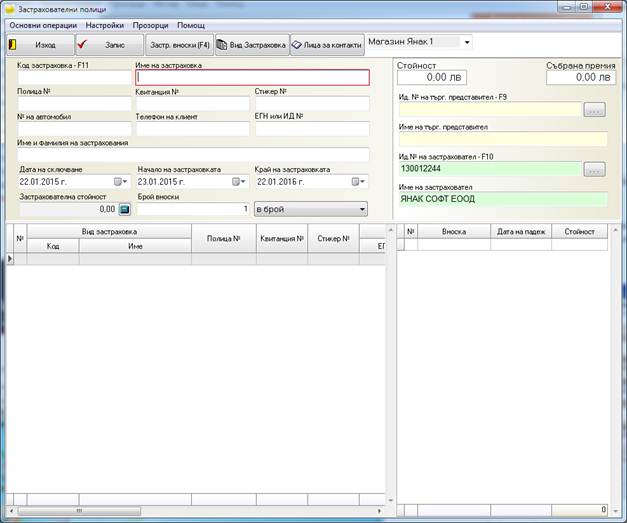 Застрахователни полици
Основни операции Настройки Прозорци Помощ
Изход Запис Застр. вноски (F4) Вид Застраховка Лица за контакти Магазин Янак 1
Код застраховка - F11 Име на застраховка
Полица № Квитанция № Стикер №
№ на автомобил Телефон на клиент ЕГН или ИД №
Име и фамилия на застрахования
Дата на сключване Начало на застраховката Край на застраховката
22.01.2015 г. 23.01.2015 г. 22.01.2016 г.
Застрахователна стойност Брой вноски
0,00 1 в брой
Стойност Събрана премия
0.00 лв 0.00 лв
Ид. № на търг. представител - F9
...
Име на търг. представител
Ид.№ на застраховател - F10
130012244 ...
Име на застраховател
ЯНАК СОФТ ЕООД
№ Вид застраховка Полица № Квитанция № Стикер №
Код Име ЕГ
№ Вноска Дата на падеж Стойност
0